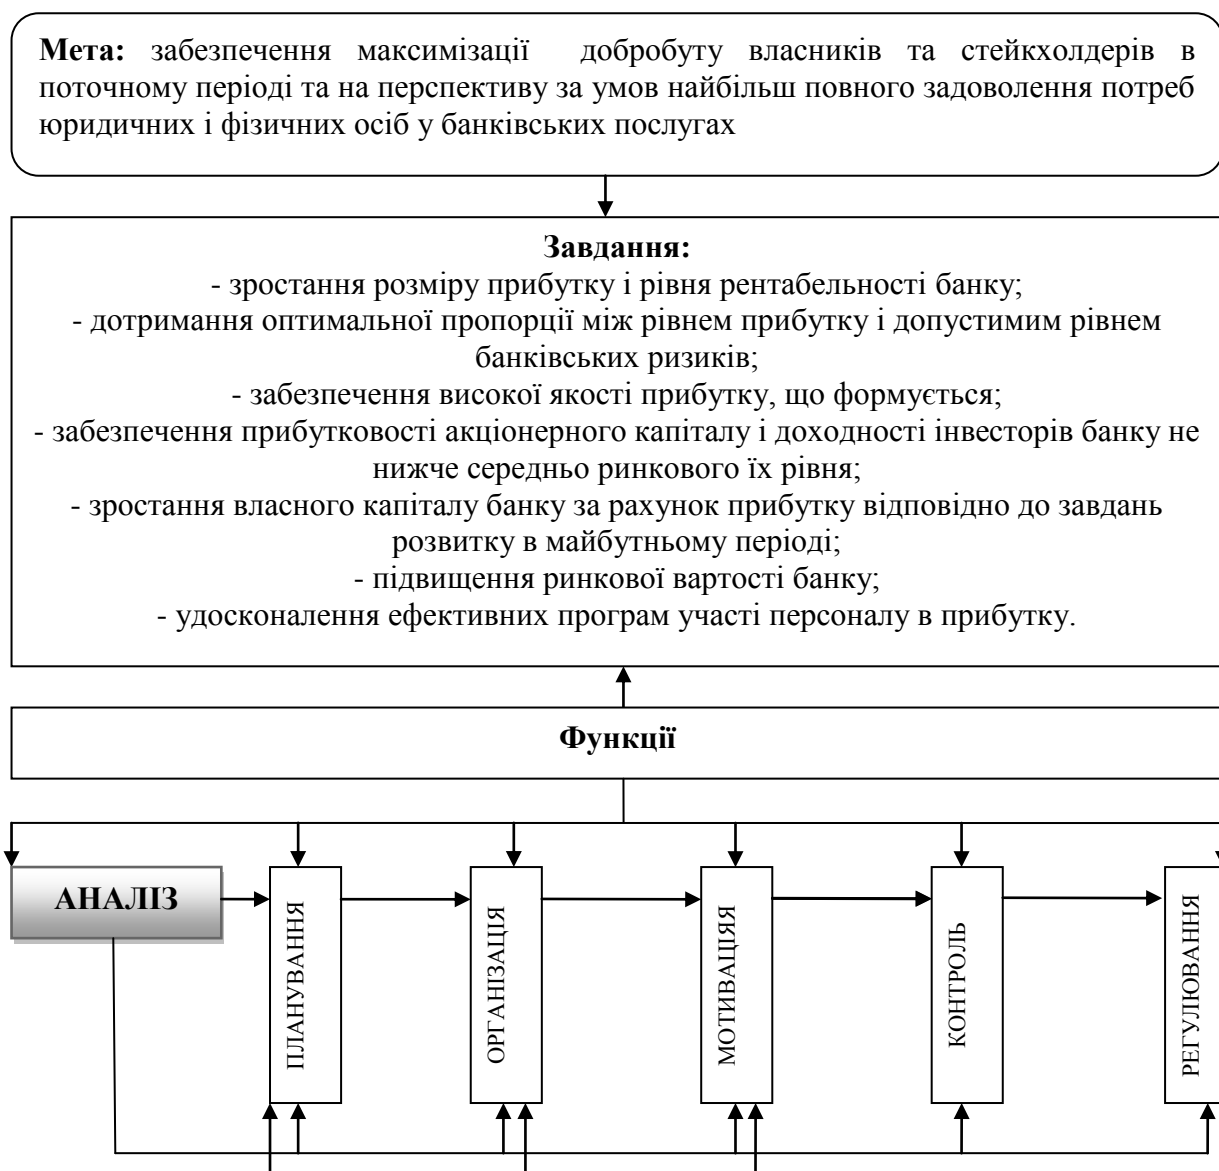 Мета: забезпечення максимізації добробуту власників та стейкхолдерів в
поточному періоді та на перспективу за умов найбільш повного задоволення потреб
юридичних і фізичних осіб у банківських послугах
Завдання:
- зростання розміру прибутку і рівня рентабельності банку;
- дотримання оптимальної пропорції між рівнем прибутку і допустимим рівнем
банківських ризиків;
- забезпечення високої якості прибутку, що формується;
- забезпечення прибутковості акціонерного капіталу і доходності інвесторів банку не
нижче середньо ринкового їх рівня;
- зростання власного капіталу банку за рахунок прибутку відповідно до завдань
розвитку в майбутньому періоді;
- підвищення ринкової вартості банку;
- удосконалення ефективних програм участі персоналу в прибутку.
Функції
АНАЛІЗ
ПЛАНУВАННЯ
ОРГАНІЗАЦІЯ
МОТИВАЦІЯЯ
КОНТРОЛЬ
РЕГУЛЮВАННЯ